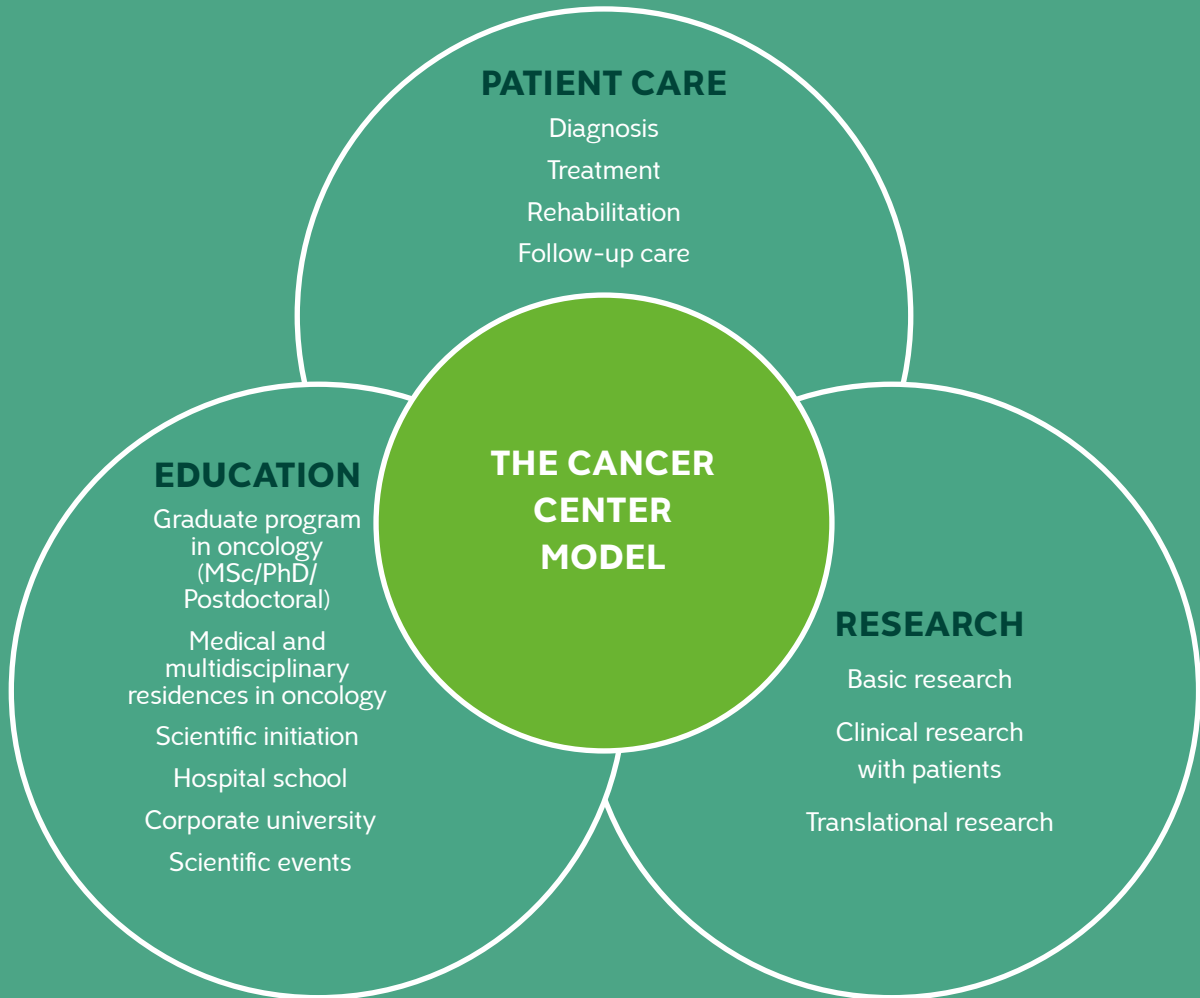 PATIENT CARE
Diagnosis
Treatment
Rehabilitation
Follow-up care
THE CANCER
CENTER
MODEL
EDUCATION
Graduate program
in oncology
(MSc/PhD/
Postdoctoral)
Medical and
multidisciplinary
residences in oncology
Scientific initiation
Hospital school
Corporate university
Scientific events
RESEARCH
Basic research
Clinical research
with patients
Translational research